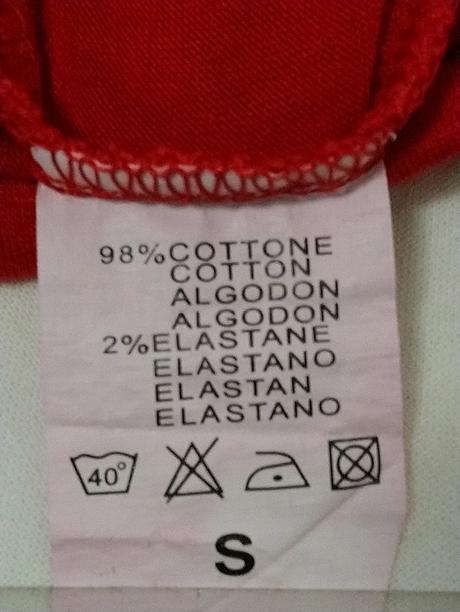 98%COTTONE
COTTON
ALGODON
ALGODON
2%ELASTANE
ELASTANO
ELASTAN
ELASTANO
40°
S